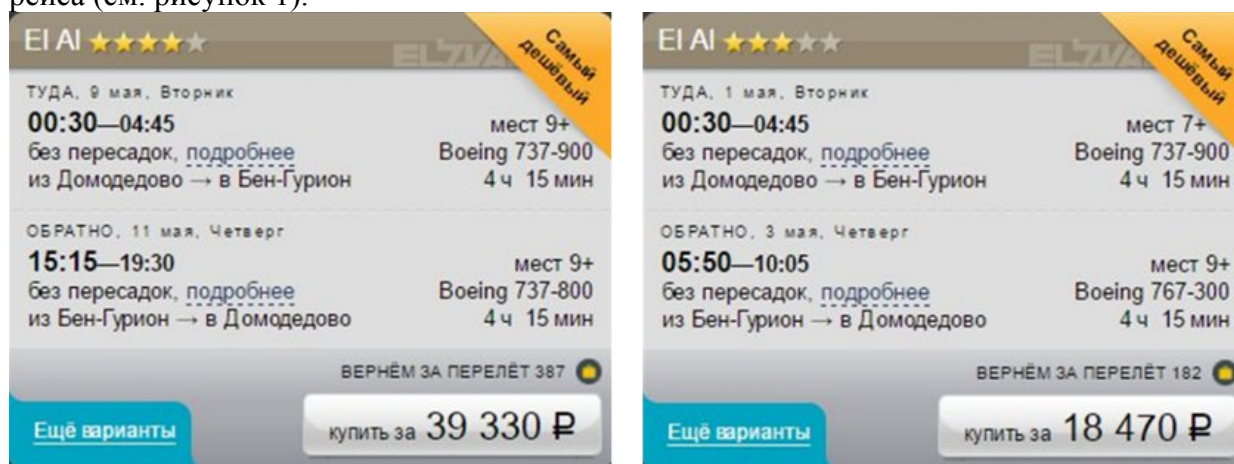 рейса (см. рисунок 1).
El Al
Самый дешёвый
ТУДА, 9 мая, Вторник
00:30—04:45
мест 9+
без пересадок, подробнее
Boeing 737-900
из Домодедово → в Бен-Гурион
4 ч 15 мин
ОБРАТНО, 11 мая, Четверг
15:15—19:30
мест 9+
без пересадок, подробнее
Boeing 737-800
из Бен-Гурион → в Домодедово
4 ч 15 мин
ВЕРНЁМ ЗА ПЕРЕЛЁТ 387
Ещё варианты
купить за 39 330 ₽
El Al
Самый дешёвый
ТУДА, 1 мая, Вторник
00:30—04:45
мест 7+
без пересадок, подробнее
Boeing 737-900
из Домодедово → в Бен-Гурион
4 ч 15 мин
ОБРАТНО, 3 мая, Четверг
05:50—10:05
мест 9+
без пересадок, подробнее
Boeing 767-300
из Бен-Гурион → в Домодедово
4 ч 15 мин
ВЕРНЁМ ЗА ПЕРЕЛЁТ 182
Ещё варианты
купить за 18 470 ₽